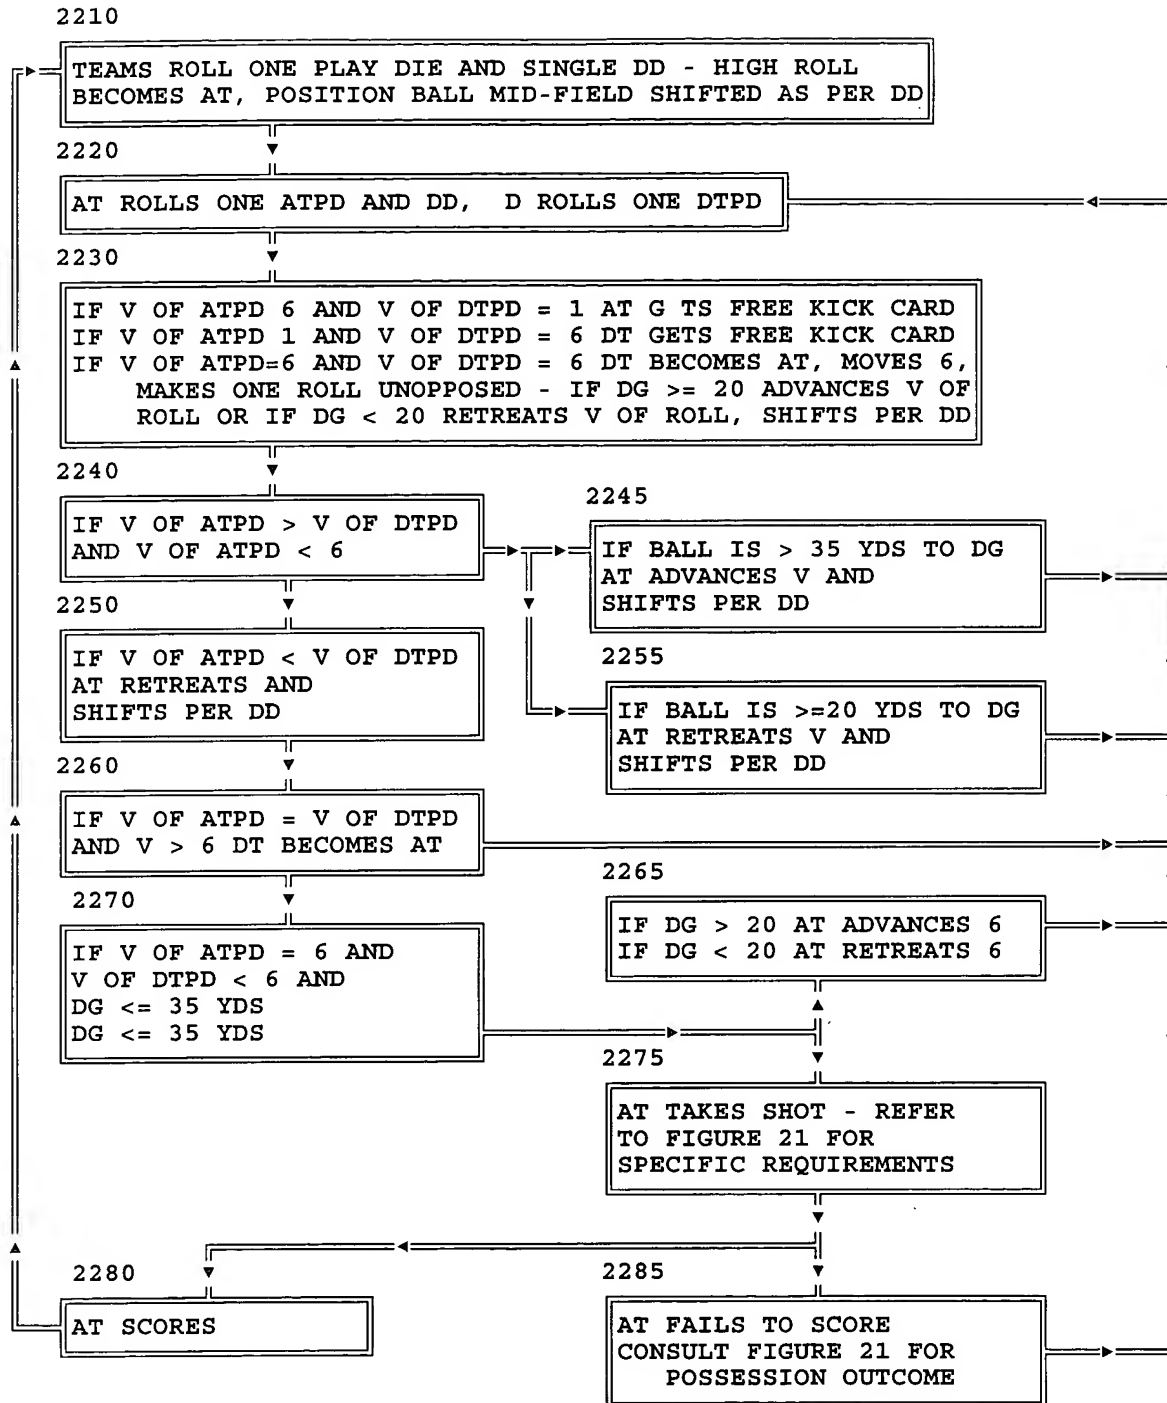 2210
TEAMS ROLL ONE PLAY DIE AND SINGLE DD - HIGH ROLL
BECOMES AT, POSITION BALL MID-FIELD SHIFTED AS PER DD
2220
AT ROLLS ONE ATPD AND DD, D ROLLS ONE DTPD
2230
IF V OF ATPD 6 AND V OF DTPD = 1 AT G TS FREE KICK CARD
IF V OF ATPD 1 AND V OF DTPD = 6 DT GETS FREE KICK CARD
IF V OF ATPD=6 AND V OF DTPD = 6 DT BECOMES AT, MOVES 6,
MAKES ONE ROLL UNOPPOSED - IF DG >= 20 ADVANCES V OF
ROLL OR IF DG < 20 RETREATS V OF ROLL, SHIFTS PER DD
2240
IF V OF ATPD > V OF DTPD
AND V OF ATPD < 6
2245
IF BALL IS > 35 YDS TO DG
AT ADVANCES V AND
SHIFTS PER DD
2250
IF V OF ATPD < V OF DTPD
AT RETREATS AND
SHIFTS PER DD
2255
IF BALL IS >=20 YDS TO DG
AT RETREATS V AND
SHIFTS PER DD
2260
IF V OF ATPD = V OF DTPD
AND V > 6 DT BECOMES AT
2265
IF DG > 20 AT ADVANCES 6
IF DG < 20 AT RETREATS 6
2270
IF V OF ATPD = 6 AND
V OF DTPD < 6 AND
DG <= 35 YDS
DG <= 35 YDS
2275
AT TAKES SHOT - REFER
TO FIGURE 21 FOR
SPECIFIC REQUIREMENTS
2280
AT SCORES
2285
AT FAILS TO SCORE
CONSULT FIGURE 21 FOR
POSSESSION OUTCOME